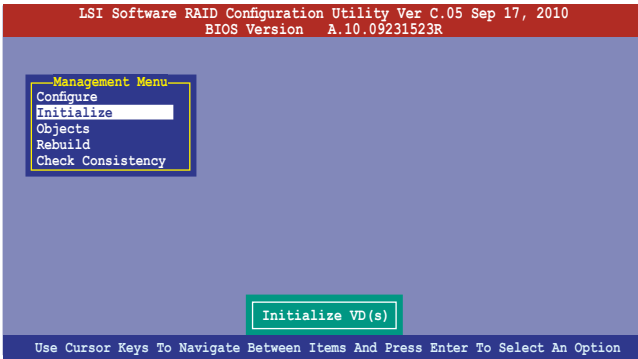 LSI Software RAID Configuration Utility Ver C.05 Sep 17, 2010
BIOS Version A.10.09231523R
Management Menu
Configure
Initialize
Objects
Rebuild
Check Consistency
Initialize VD(s)
Use Cursor Keys To Navigate Between Items And Press Enter To Select An Option